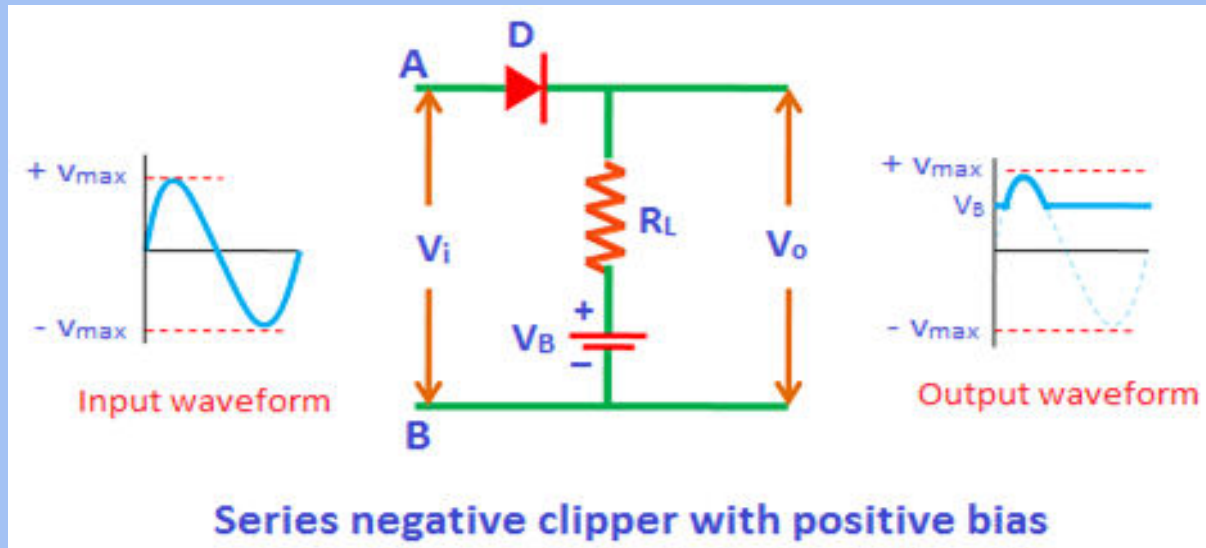 D
A
+ Vmax
- Vmax
Input waveform
Vi
RL
+
VB
−
Vo
B
+ Vmax
VB
- Vmax
Output waveform
Series negative clipper with positive bias